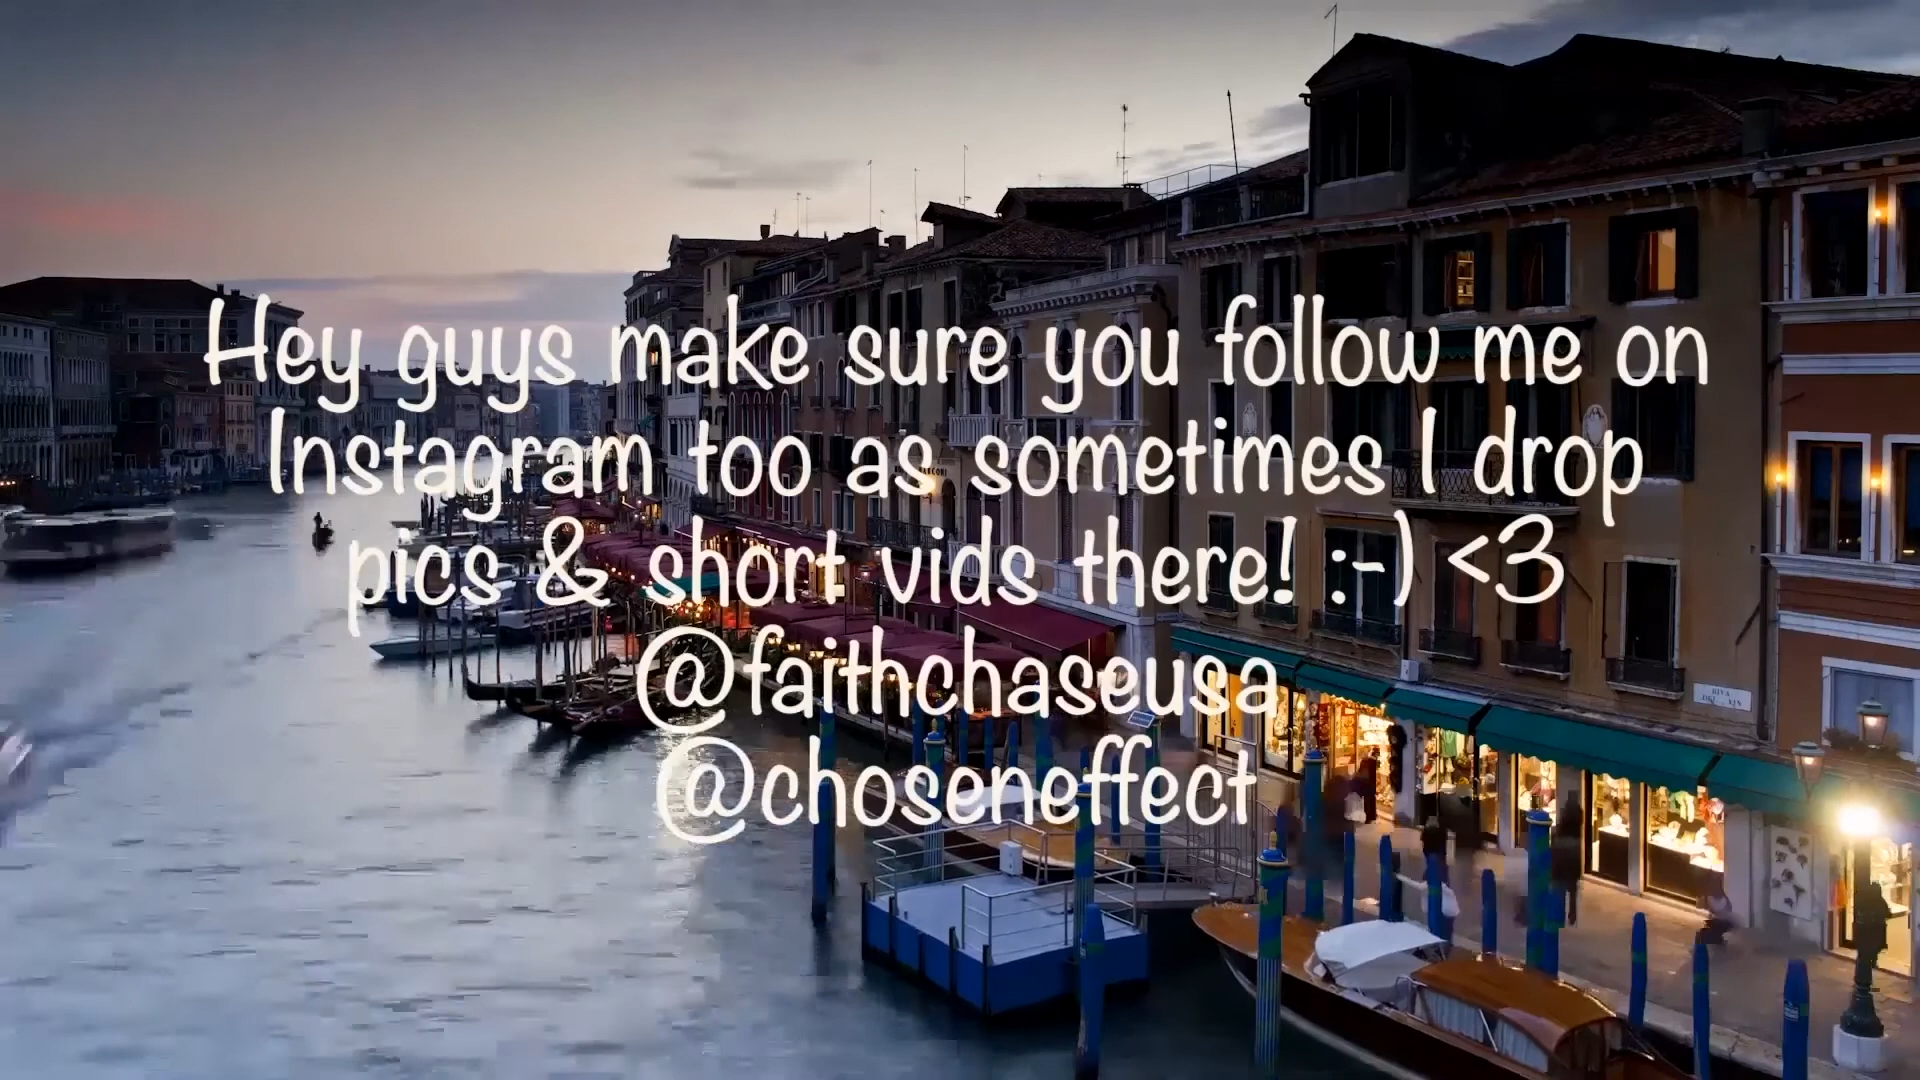 Hey guys make sure you follow me on
Instagram too as sometimes I drop
pics & short vids there! :-) <3
@faithchaseusa
@choseneffect